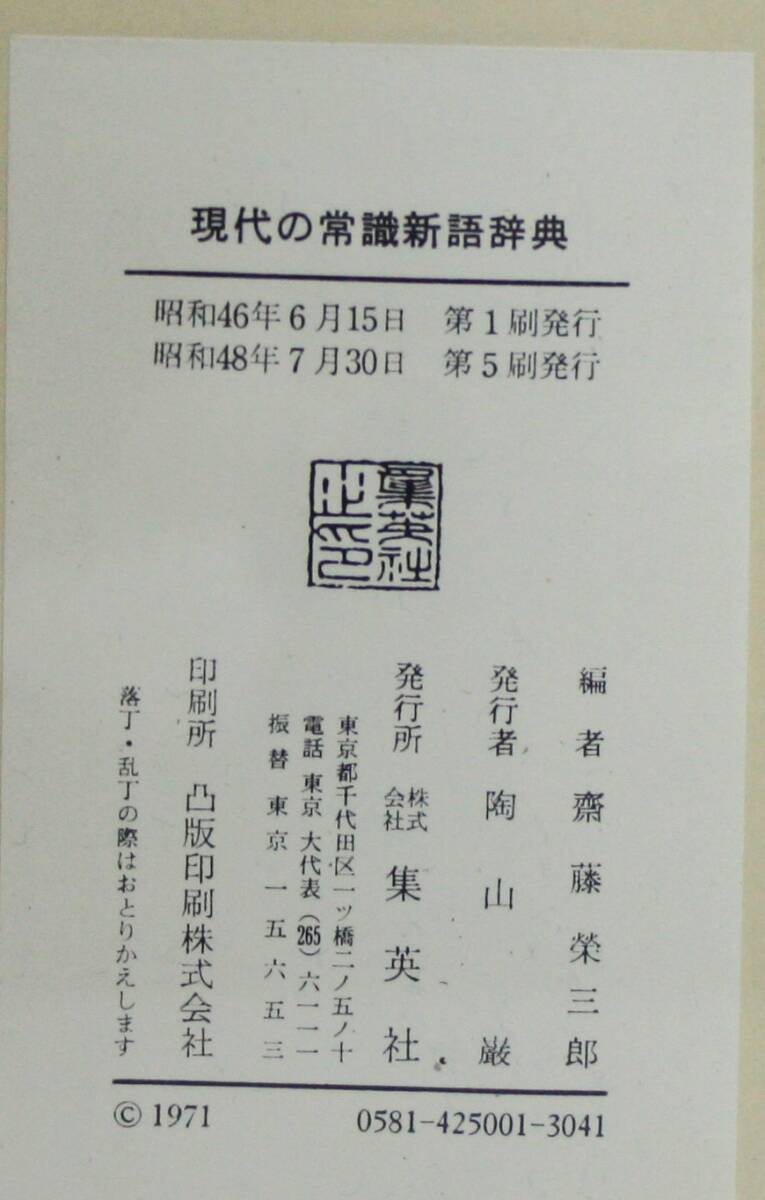 現代の常識新語辞典
昭和46年6月15日 第1刷発行
昭和48年7月30日 第5刷発行
集英社
編者 齋藤榮三郎
発行者 陶山巌
発行所 株式会社 集英社
東京都千代田区一ツ橋二ノ五ノ十
電話 東京 大代表(265)六一一一
振替東京一五六五三
印刷所 凸版印刷株式会社
落丁・乱丁の際はおとりかえします
© 1971 0581-425001-3041